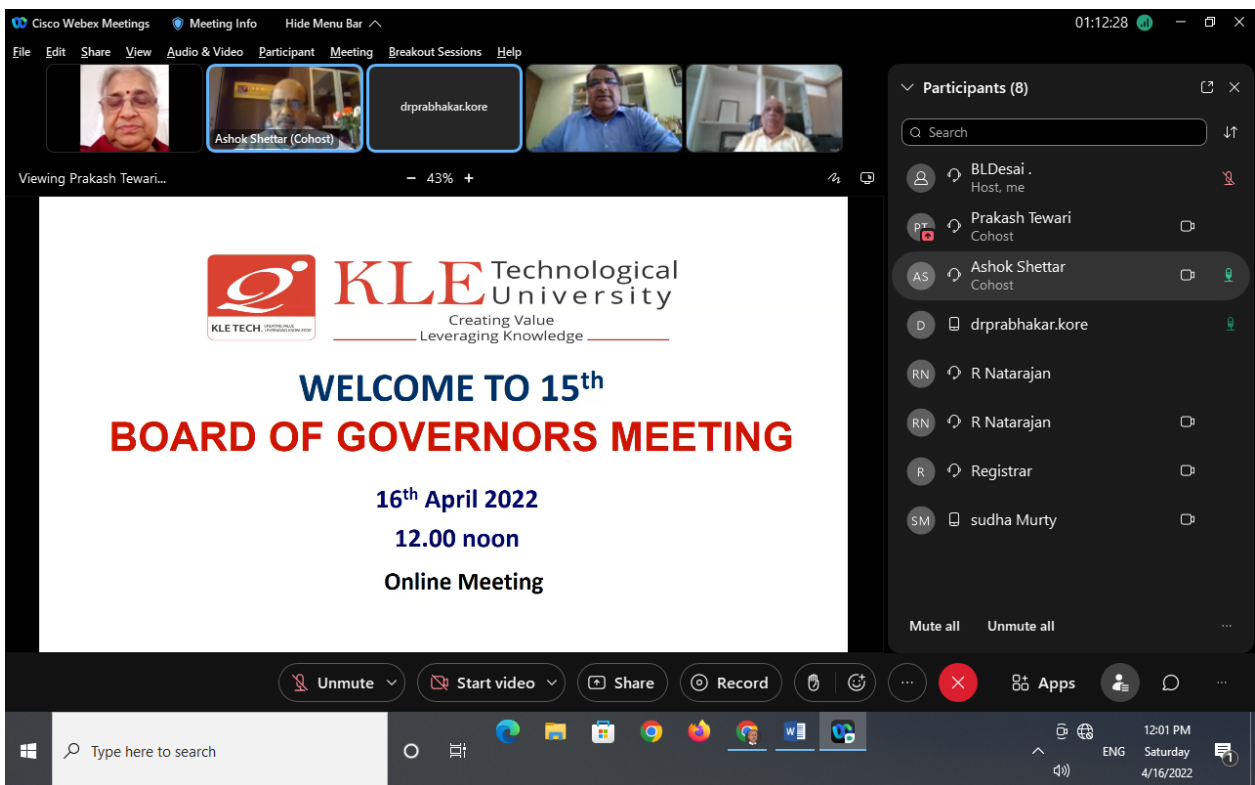 Cisco Webex Meetings Meeting Info Hide Menu Bar 01:12:28
File Edit Share View Audio & Video Participant Meeting Breakout Sessions Help
Ashok Shettar (Cohost)
drprabhakar.kore
Viewing Prakash Tewari... - 43% +
KLE TECH.
KLE Technological
University
Creating Value
Leveraging Knowledge
WELCOME TO 15th
BOARD OF GOVERNORS MEETING
16th April 2022
12.00 noon
Online Meeting
Participants (8)
Search
BLDesai .
Host, me
PT Prakash Tewari
Cohost
AS Ashok Shettar
Cohost
D drprabhakar.kore
RN R Natarajan
RN R Natarajan
R Registrar
SM sudha Murty
Mute all Unmute all ...
Unmute Start video Share Record ... Apps ...
Type here to search
ENG
12:01 PM
Saturday
4/16/2022
1